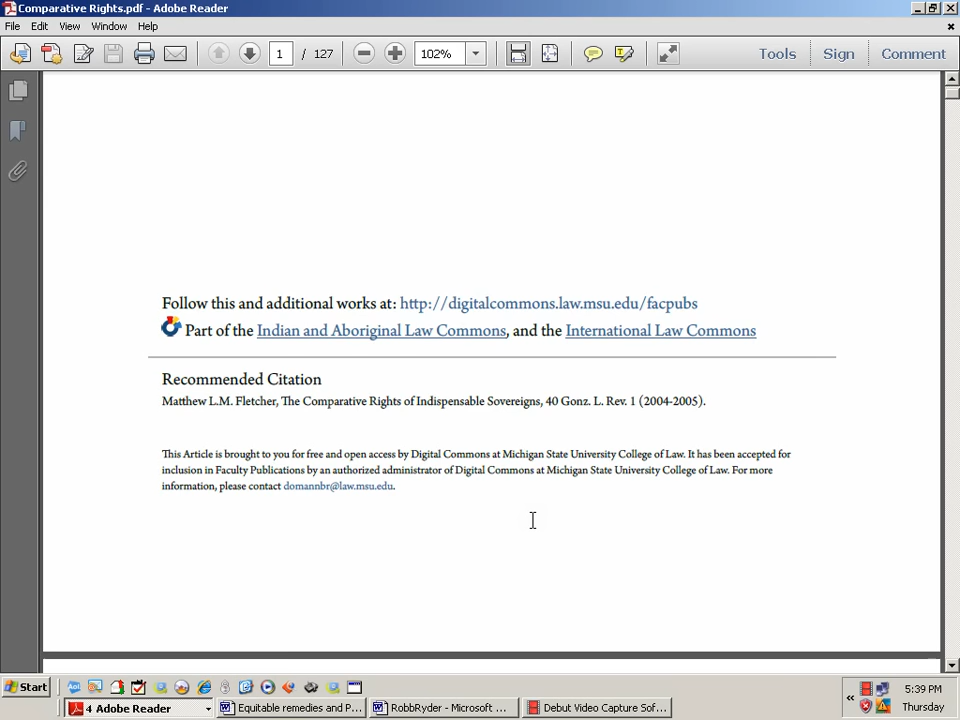 Comparative Rights.pdf - Adobe Reader
File Edit View Window Help
1 / 127 102% Tools Sign Comment
Follow this and additional works at: http://digitalcommons.law.msu.edu/facpubs
Part of the Indian and Aboriginal Law Commons, and the International Law Commons
Recommended Citation
Matthew L.M. Fletcher, The Comparative Rights of Indispensable Sovereigns, 40 Gonz. L. Rev. 1 (2004-2005).
This Article is brought to you for free and open access by Digital Commons at Michigan State University College of Law. It has been accepted for
inclusion in Faculty Publications by an authorized administrator of Digital Commons at Michigan State University College of Law. For more
information, please contact domannbr@law.msu.edu.
Start 5:39 PM
4 Adobe Reader Equitable remedies and P... RobbRyder - Microsoft ... Debut Video Capture Sof... Thursday